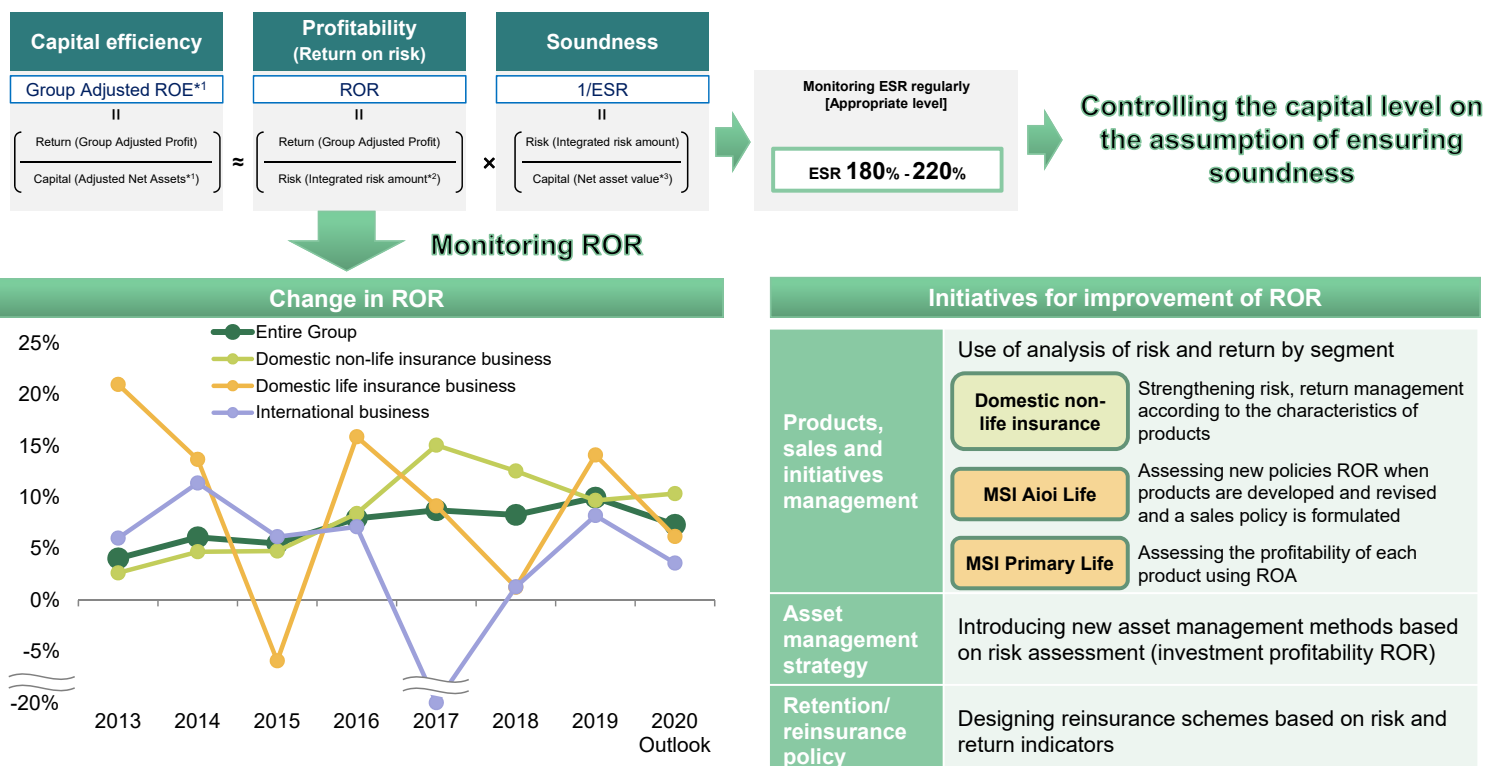 Capital efficiency
Group Adjusted ROE*1
=
Return (Group Adjusted Profit)
Capital (Adjusted Net Assets*1)
≈
Profitability
(Return on risk)
ROR
=
Return (Group Adjusted Profit)
Risk (Integrated risk amount*2)
×
Soundness
1/ESR
=
Risk (Integrated risk amount)
Capital (Net asset value*3)
Monitoring ESR regularly
[Appropriate level]
ESR 180% - 220%
Controlling the capital level on
the assumption of ensuring
soundness
Monitoring ROR
Change in ROR
Entire Group
Domestic non-life insurance business
Domestic life insurance business
International business
25%
20%
15%
10%
5%
0%
-5%
-20%
2013
2014
2015
2016
2017
2018
2019
2020
Outlook
Initiatives for improvement of ROR
Products,
sales and
initiatives
management
Use of analysis of risk and return by segment
Domestic non-
life insurance
Strengthening risk, return management
according to the characteristics of
products
MSI Aioi Life
Assessing new policies ROR when
products are developed and revised
and a sales policy is formulated
MSI Primary Life
Assessing the profitability of each
product using ROA
Asset
management
strategy
Introducing new asset management methods based
on risk assessment (investment profitability ROR)
Retention/
reinsurance
policy
Designing reinsurance schemes based on risk and
return indicators